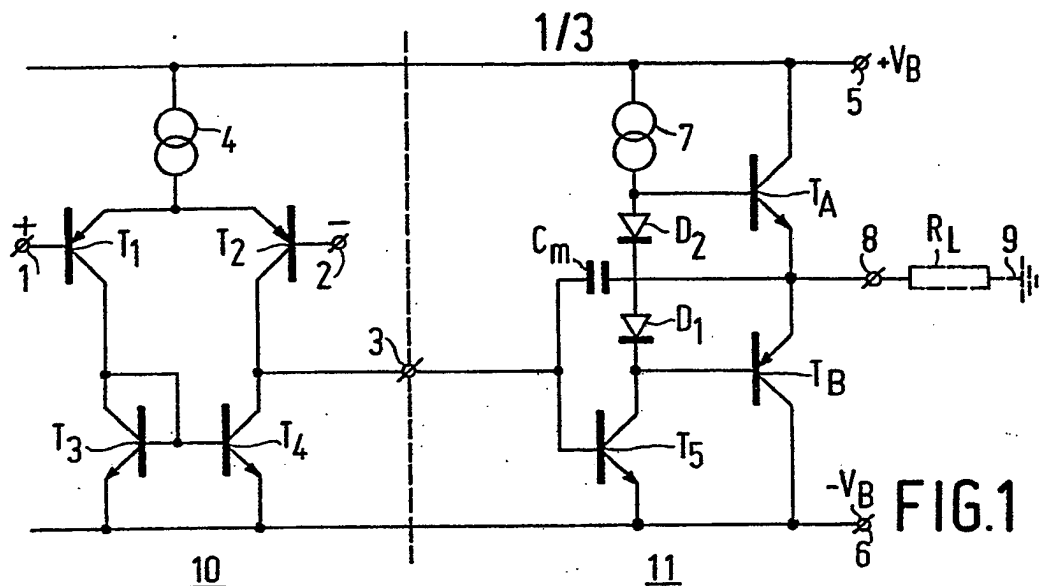 1/3
+V_B
5
4
7
+
T_1
1
T_2
−
2
T_A
D_2
C_m
8
R_L
9
D_1
3
T_B
T_3
T_4
T_5
−V_B
6
FIG.1
10
11